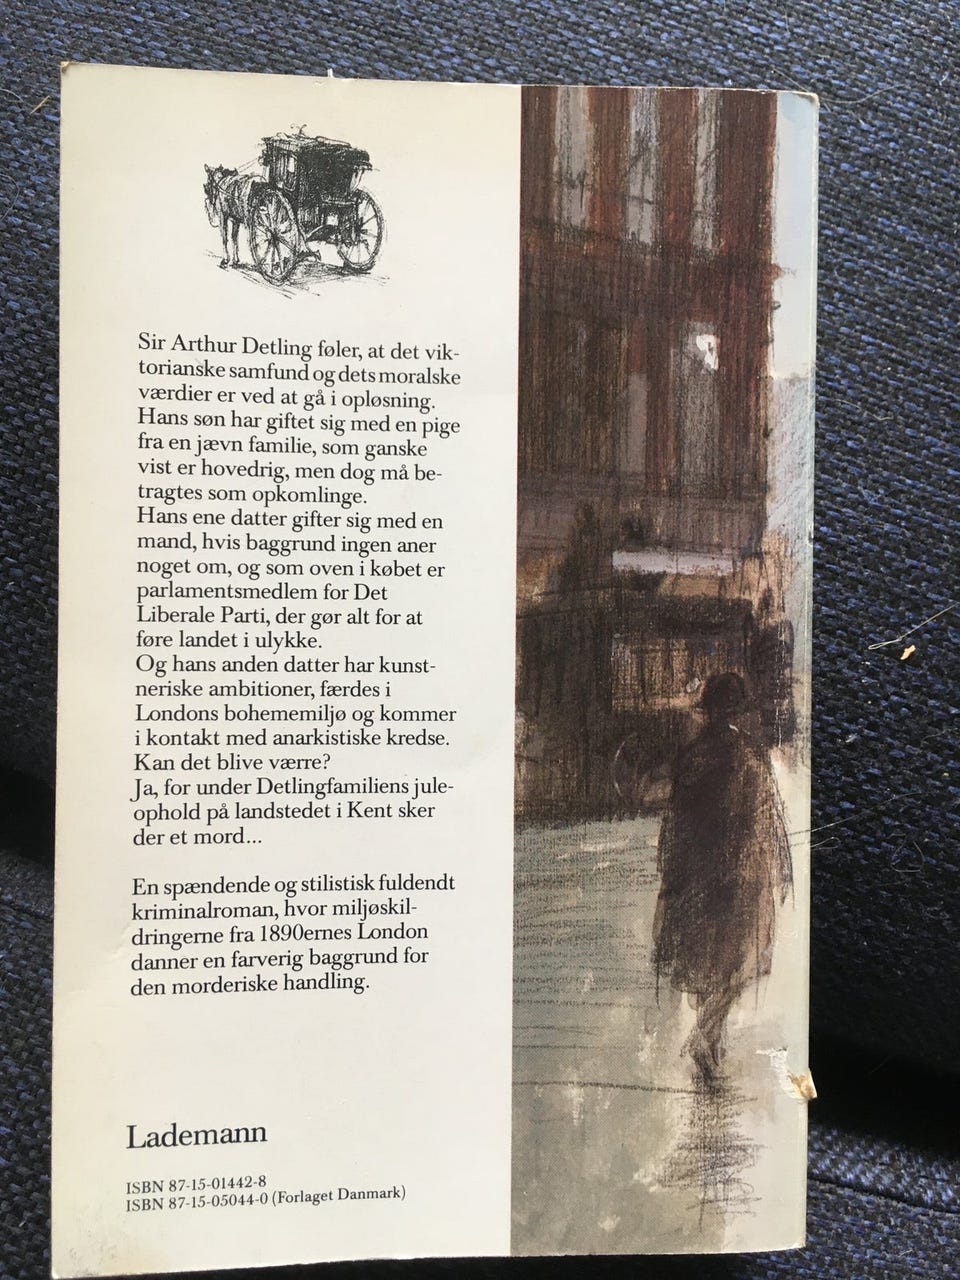 Sir Arthur Detling føler, at det vik-
torianske samfund og dets moralske
værdier er ved at gå i opløsning.
Hans søn har giftet sig med en pige
fra en jævn familie, som ganske
vist er hovedrig, men dog må be-
tragtes som opkomlinge.
Hans ene datter gifter sig med en
mand, hvis baggrund ingen aner
noget om, og som oven i købet er
parlamentsmedlem for Det
Liberale Parti, der gør alt for at
føre landet i ulykke.
Og hans anden datter har kunst-
neriske ambitioner, færdes i
Londons bohememiljø og kommer
i kontakt med anarkistiske kredse.
Kan det blive værre?
Ja, for under Detlingfamiliens jule-
ophold på landstedet i Kent sker
der et mord...
En spændende og stilistisk fuldendt
kriminalroman, hvor miljøskil-
dringerne fra 1890ernes London
danner en farverig baggrund for
den morderiske handling.
Lademann
ISBN 87-15-01442-8
ISBN 87-15-05044-0 (Forlaget Danmark)